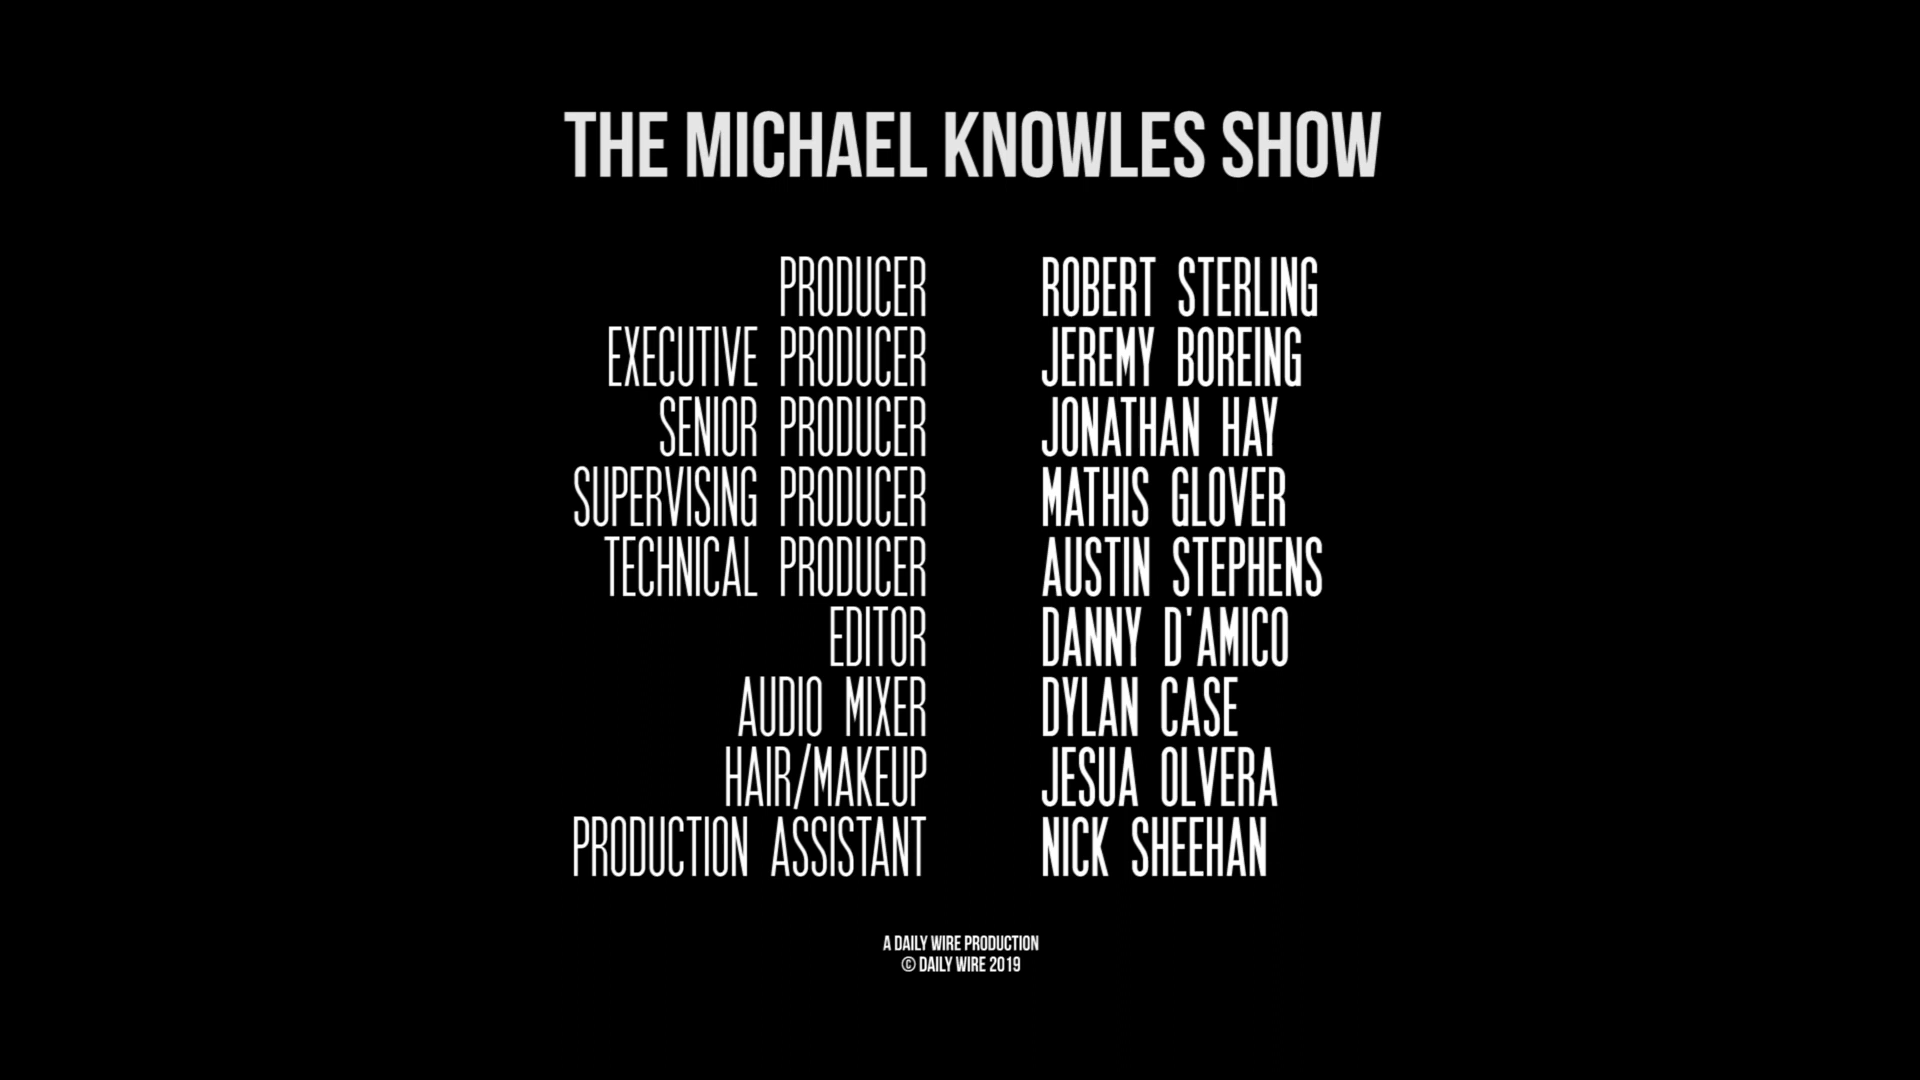 THE MICHAEL KNOWLES SHOW
PRODUCER ROBERT STERLING
EXECUTIVE PRODUCER JEREMY BOREING
SENIOR PRODUCER JONATHAN HAY
SUPERVISING PRODUCER MATHIS GLOVER
TECHNICAL PRODUCER AUSTIN STEPHENS
EDITOR DANNY D'AMICO
AUDIO MIXER DYLAN CASE
HAIR/MAKEUP JESUA OLVERA
PRODUCTION ASSISTANT NICK SHEEHAN
A DAILY WIRE PRODUCTION
© DAILY WIRE 2019